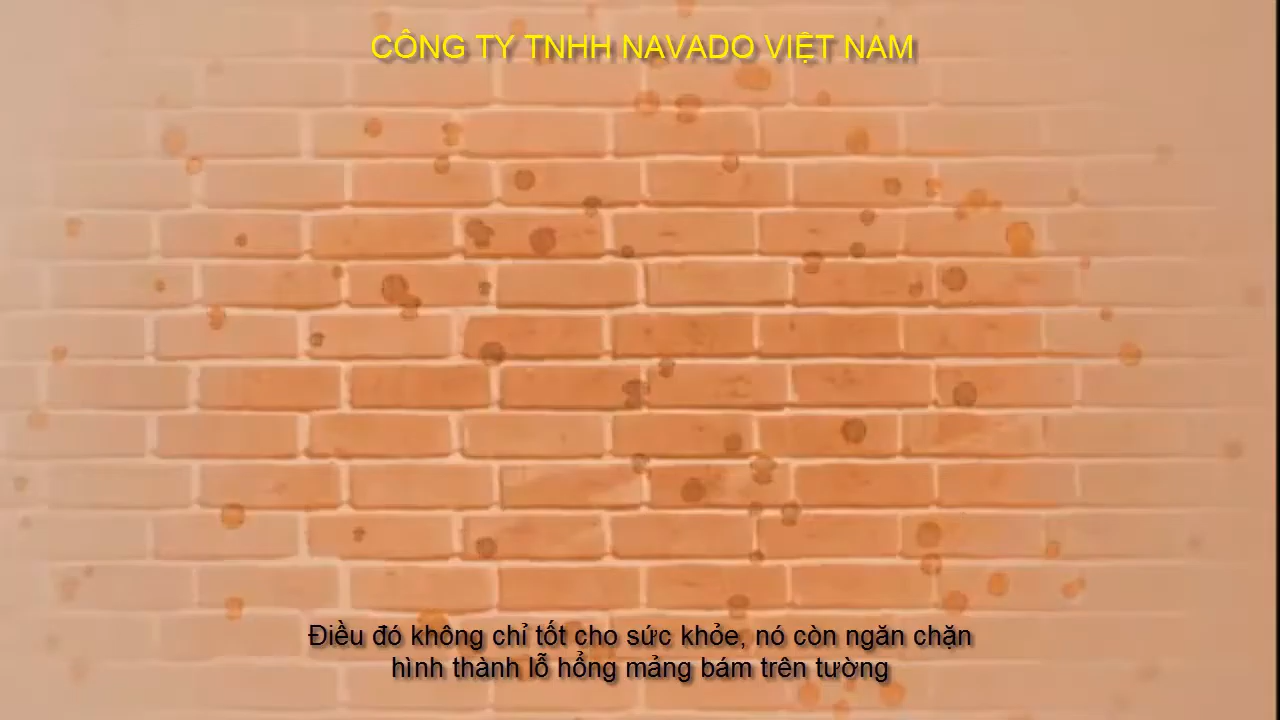 CÔNG TY TNHH NAVADO VIỆT NAM
Điều đó không chỉ tốt cho sức khỏe, nó còn ngăn chặn
hình thành lỗ hổng mảng bám trên tường